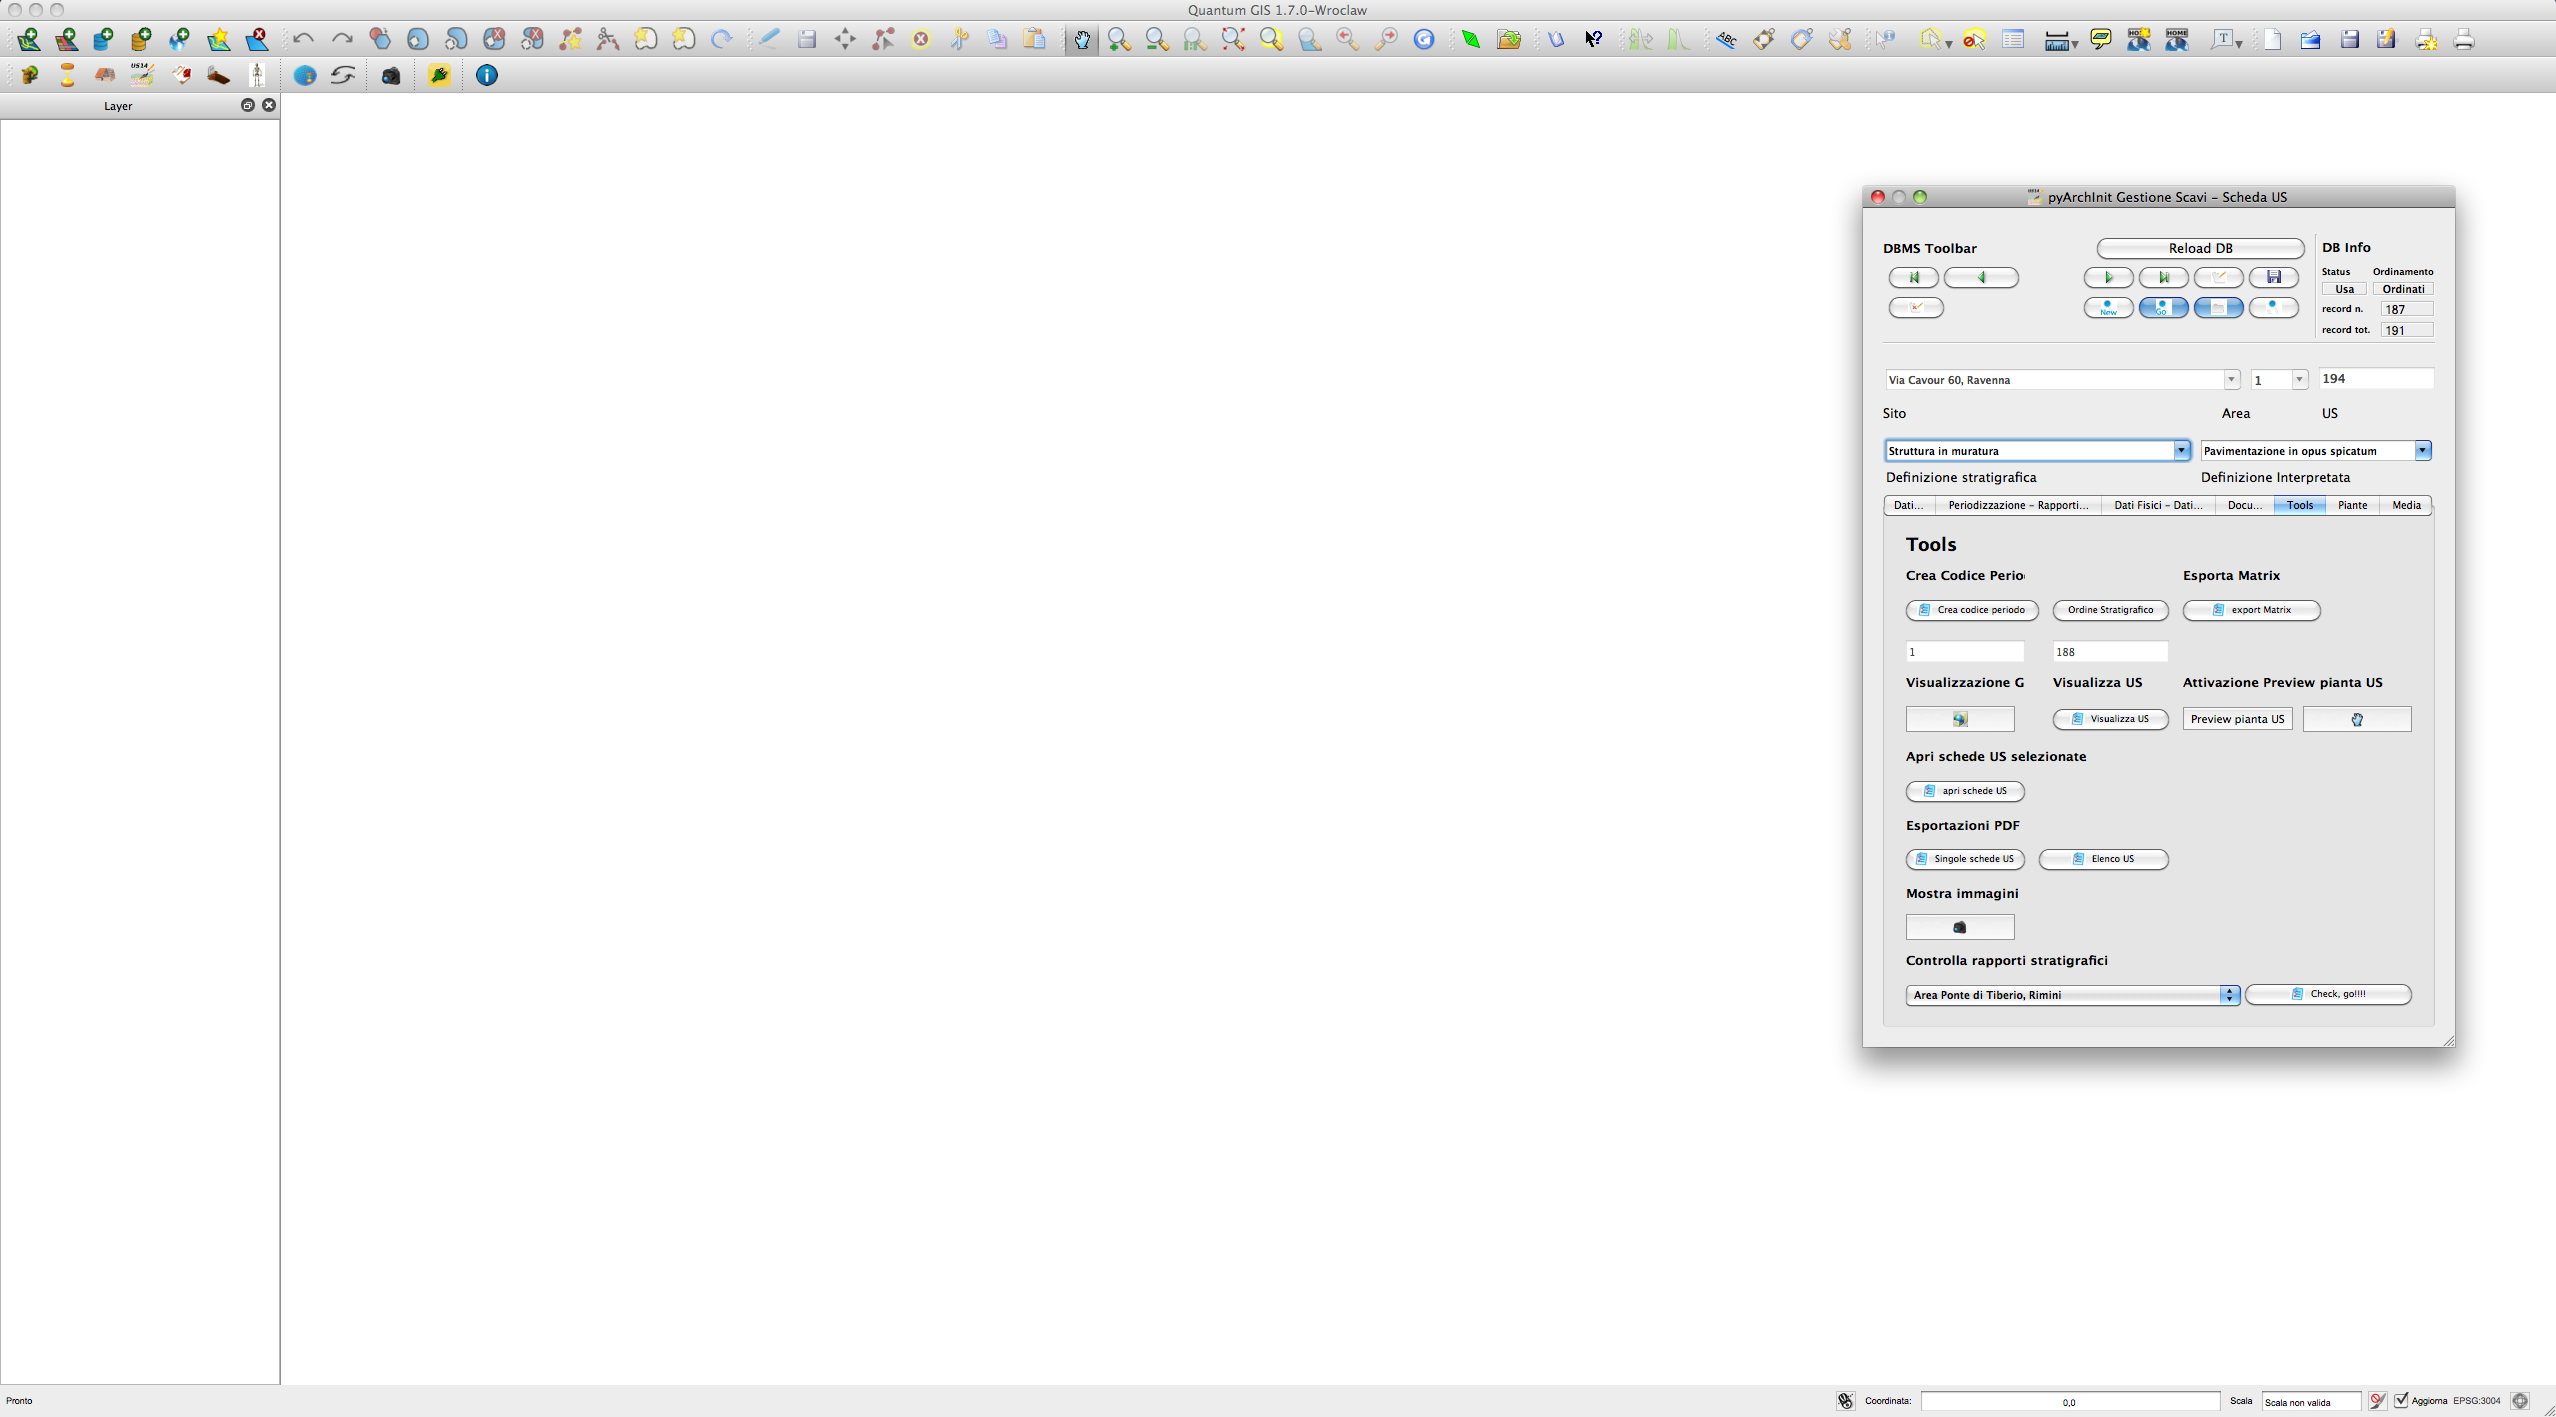 Quantum GIS 1.7.0-Wroclaw
ABC
HOME
T
US14
Layer
pyArchInit Gestione Scavi - Scheda US
DBMS Toolbar
Reload DB
DB Info
Status Ordinamento
Usa Ordinati
New Go
record n. 187
record tot. 191
Via Cavour 60, Ravenna 1 194
Sito Area US
Struttura in muratura Pavimentazione in opus spicatum
Definizione stratigrafica Definizione Interpretata
Dati... Periodizzazione - Rapporti... Dati Fisici - Dati... Docu... Tools Piante Media
Tools
Crea Codice Perio Esporta Matrix
Crea codice periodo Ordine Stratigrafico export Matrix
1 188
Visualizzazione G Visualizza US Attivazione Preview pianta US
Visualizza US Preview pianta US
Apri schede US selezionate
apri schede US
Esportazioni PDF
Singole schede US Elenco US
Mostra immagini
Controlla rapporti stratigrafici
Area Ponte di Tiberio, Rimini Check, go!!!!
Pronto Coordinata: 0,0 Scala Scala non valida Aggiorna EPSG:3004